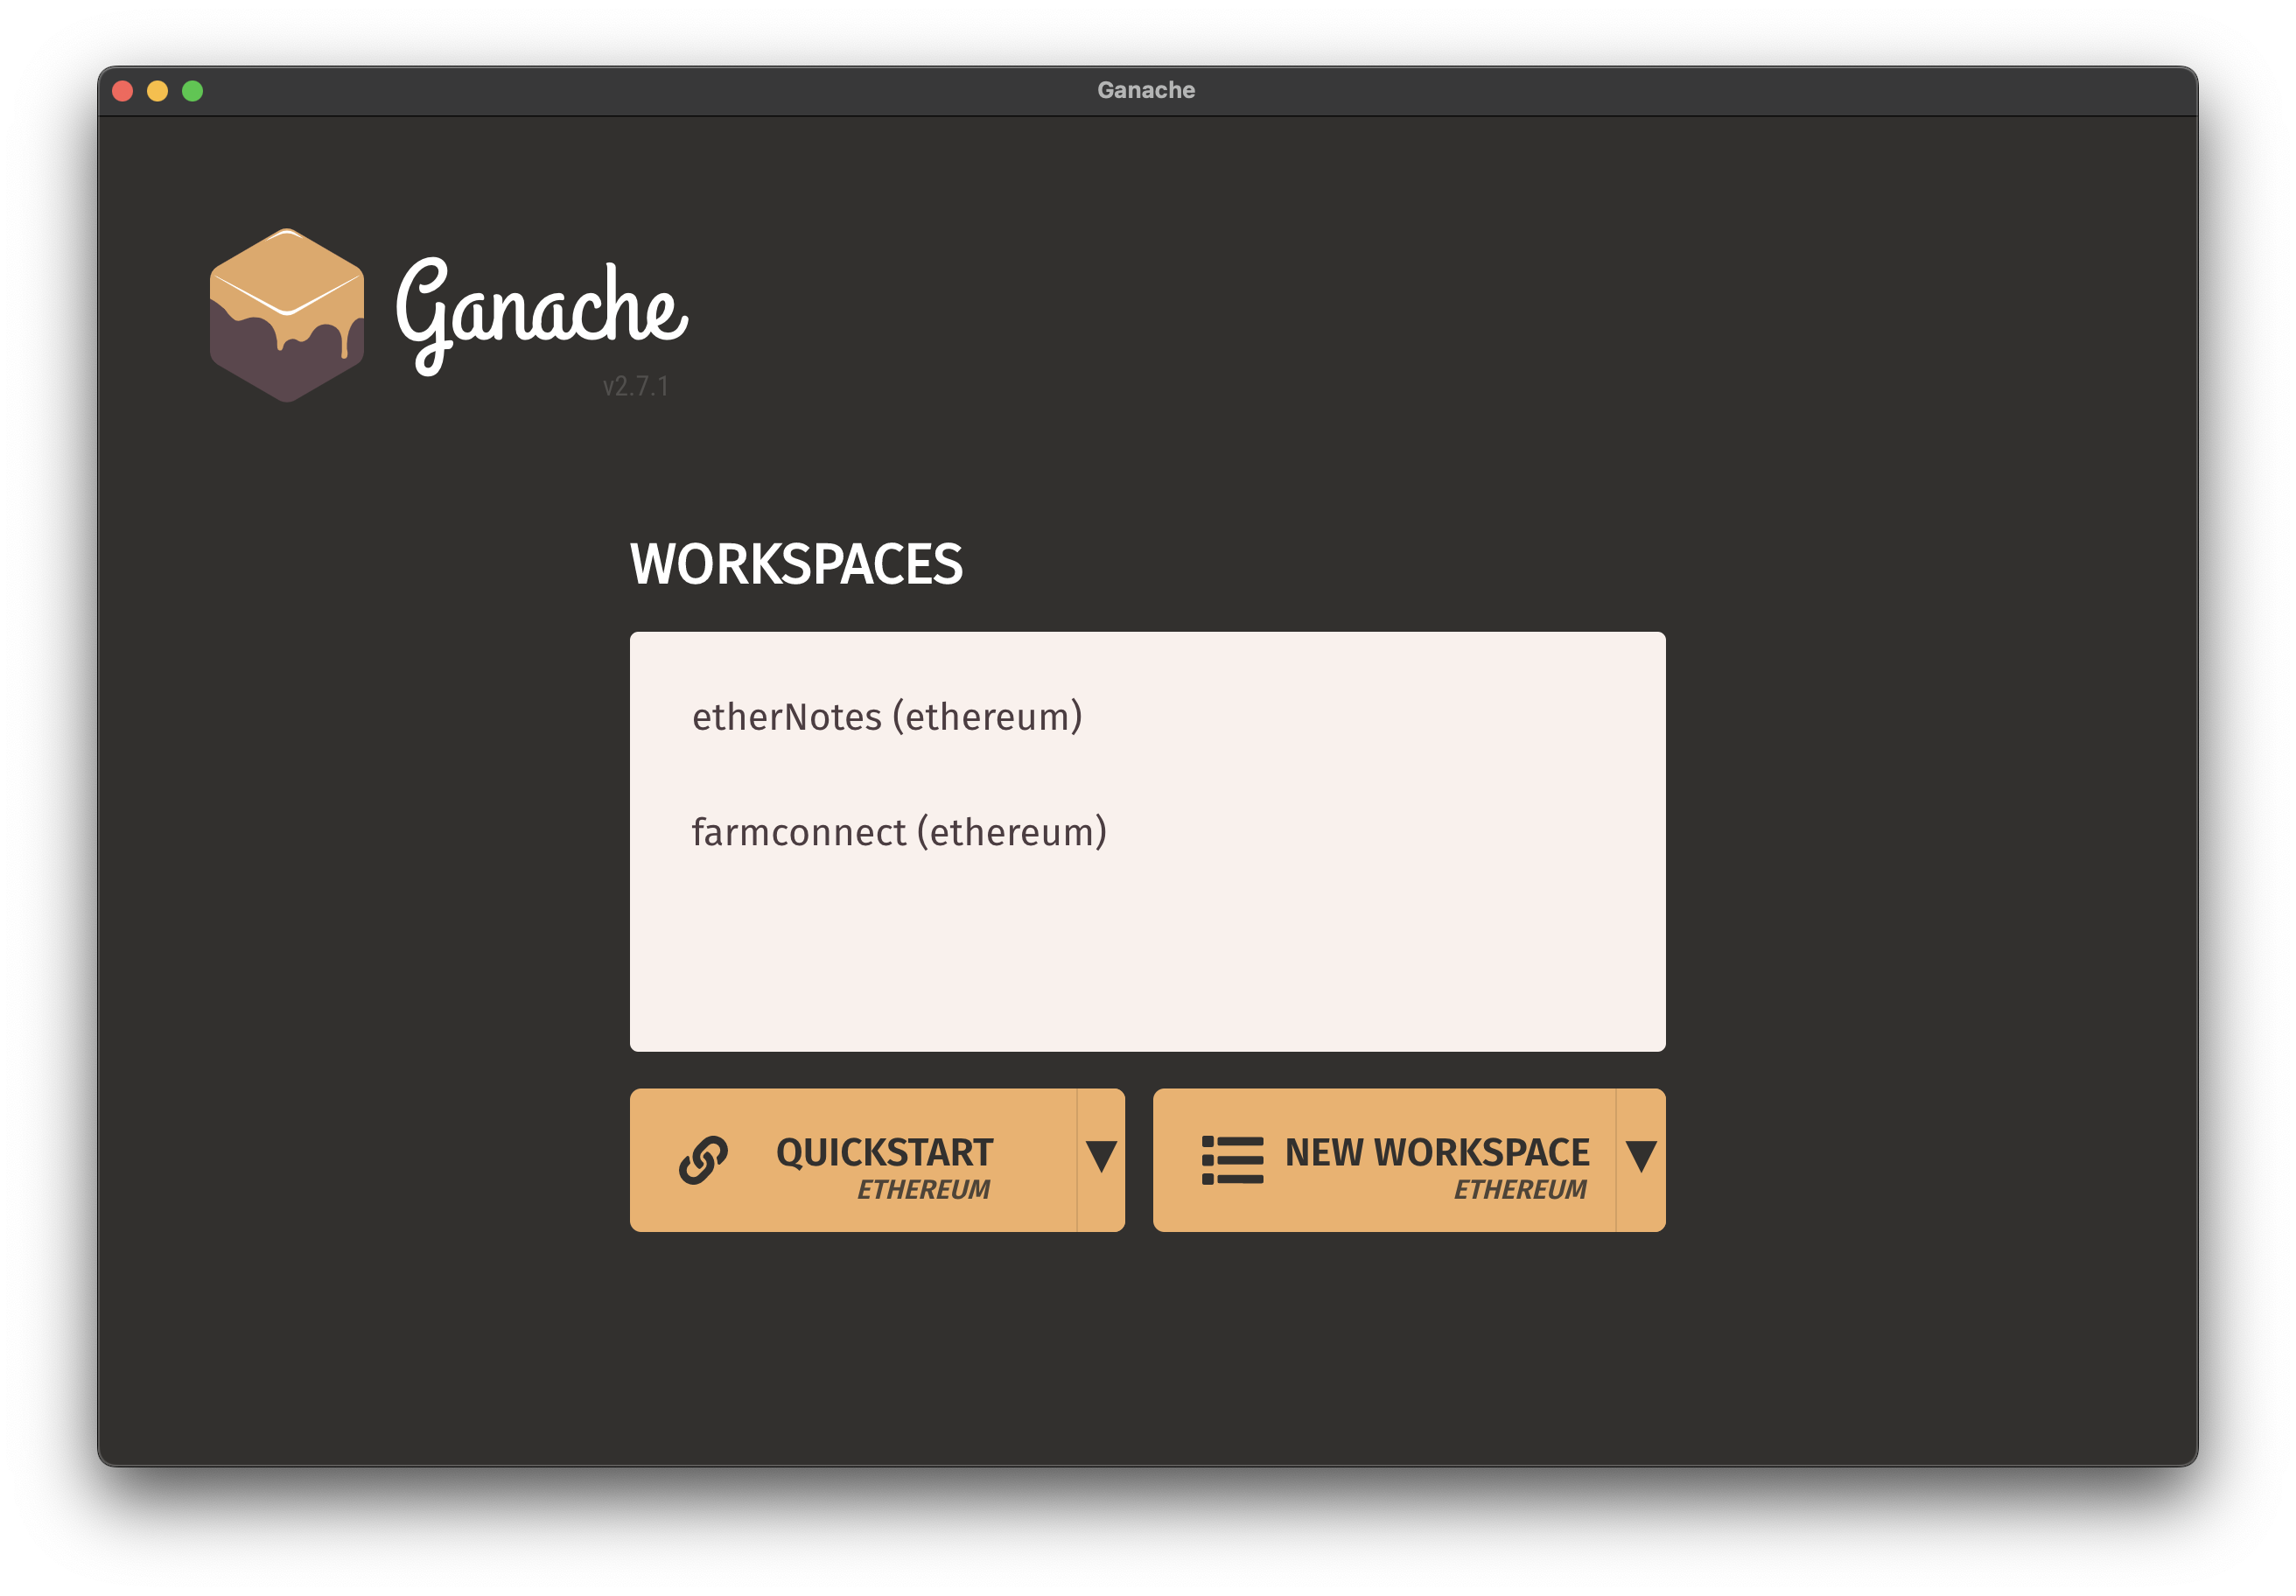 Ganache
Ganache
v2.7.1
WORKSPACES
etherNotes (ethereum)
farmconnect (ethereum)
QUICKSTART
ETHEREUM
NEW WORKSPACE
ETHEREUM